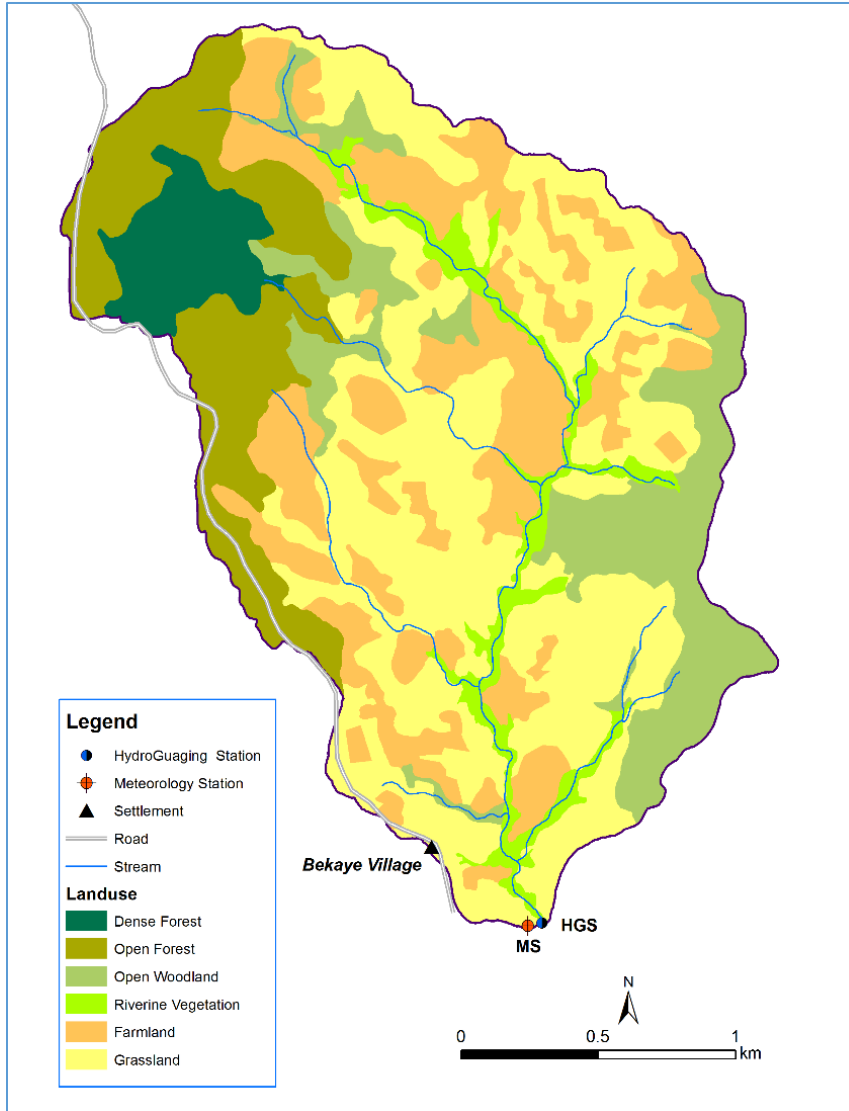 Legend
HydroGuaging Station
Meteorology Station
Settlement
Road
Stream
Landuse
Dense Forest
Open Forest
Open Woodland
Riverine Vegetation
Farmland
Grassland
Bekaye Village
MS
HGS
N
0 0.5 1
km